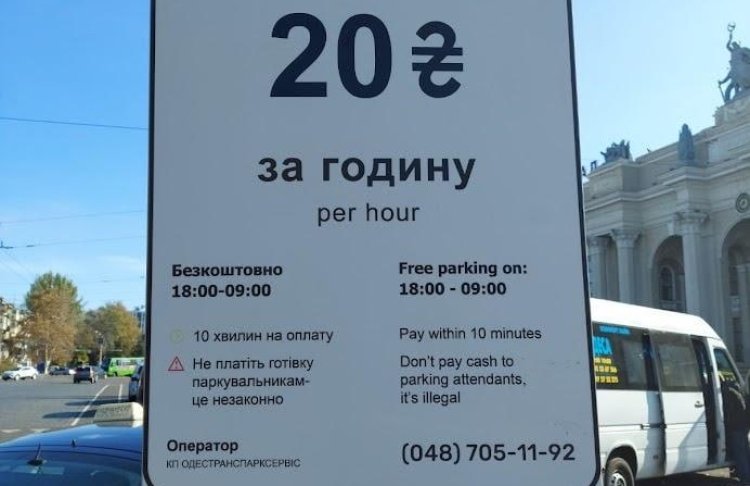 20 ₴
за годину
per hour
Безкоштовно
18:00-09:00
Free parking on:
18:00 - 09:00
10 хвилин на оплату
Pay within 10 minutes
Не платіть готівку
паркувальникам-
це незаконно
Don't pay cash to
parking attendants,
it's illegal
Оператор
КП ОДЕСТРАНСПАРКСЕРВІС
(048) 705-11-92